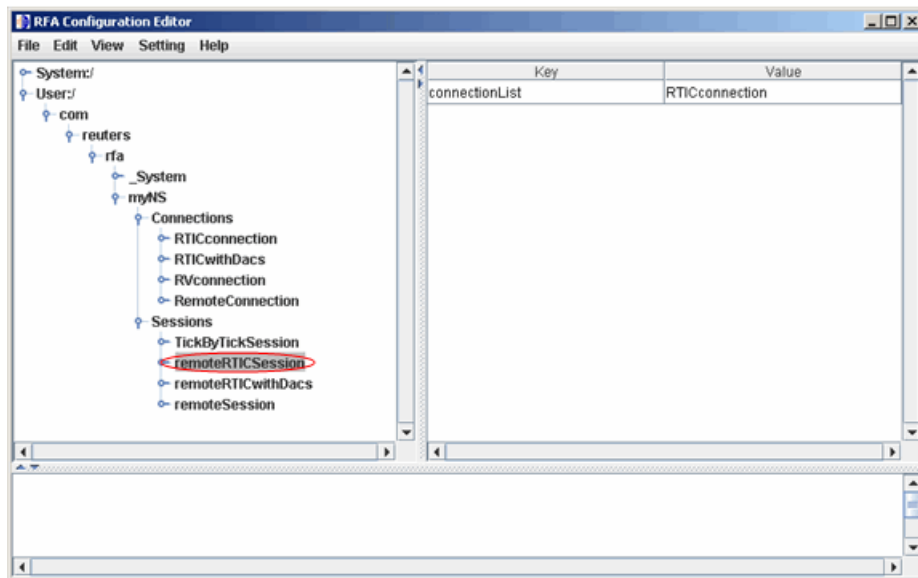 RFA Configuration Editor
File Edit View Setting Help
System:/
User:/
com
reuters
rfa
_System
myNS
Connections
RTICconnection
RTICwithDacs
RVconnection
RemoteConnection
Sessions
TickByTickSession
remoteRTICSession
remoteRTICwithDacs
remoteSession
Key Value
connectionList RTICconnection